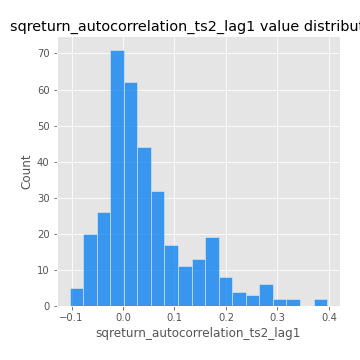 sqreturn_autocorrelation_ts2_lag1 value distribut
70
60
50
40
30
20
10
0
Count
−0.1 0.0 0.1 0.2 0.3 0.4
sqreturn_autocorrelation_ts2_lag1